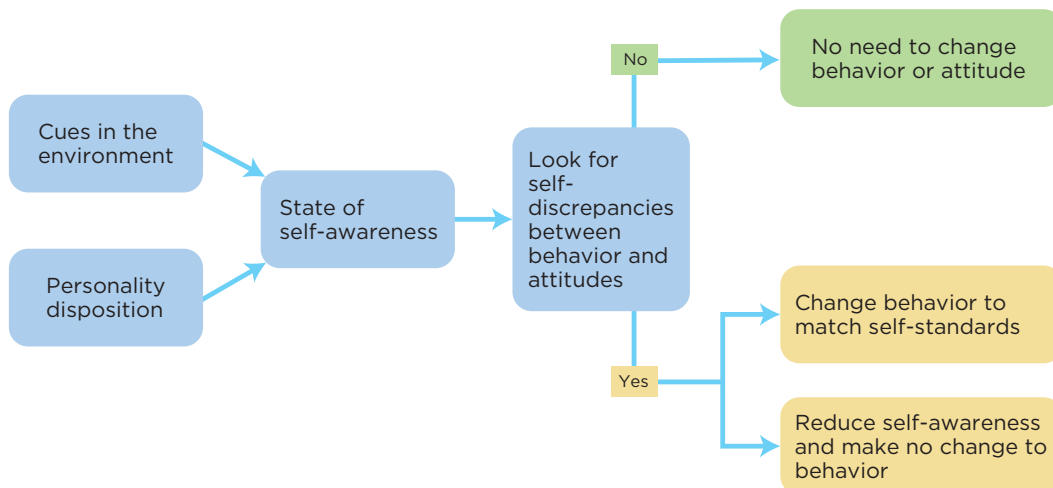 Cues in the
environment
Personality
disposition
State of
self-awareness
Look for
self-
discrepancies
between
behavior and
attitudes
No
No need to change
behavior or attitude
Yes
Change behavior to
match self-standards
Reduce self-awareness
and make no change to
behavior